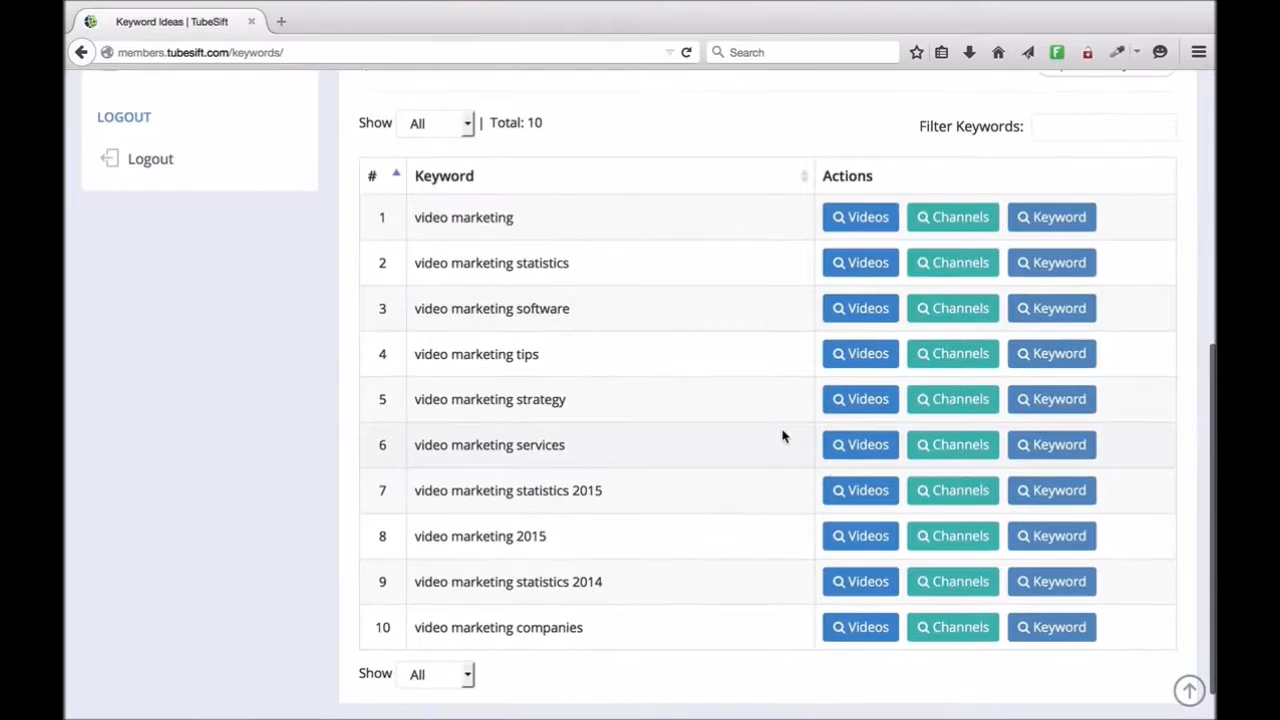 Keyword Ideas | TubeSift
members.tubesift.com/keywords/
Search
LOGOUT
Logout
Show All | Total: 10
Filter Keywords:
# Keyword Actions
1 video marketing Videos Channels Keyword
2 video marketing statistics Videos Channels Keyword
3 video marketing software Videos Channels Keyword
4 video marketing tips Videos Channels Keyword
5 video marketing strategy Videos Channels Keyword
6 video marketing services Videos Channels Keyword
7 video marketing statistics 2015 Videos Channels Keyword
8 video marketing 2015 Videos Channels Keyword
9 video marketing statistics 2014 Videos Channels Keyword
10 video marketing companies Videos Channels Keyword
Show All